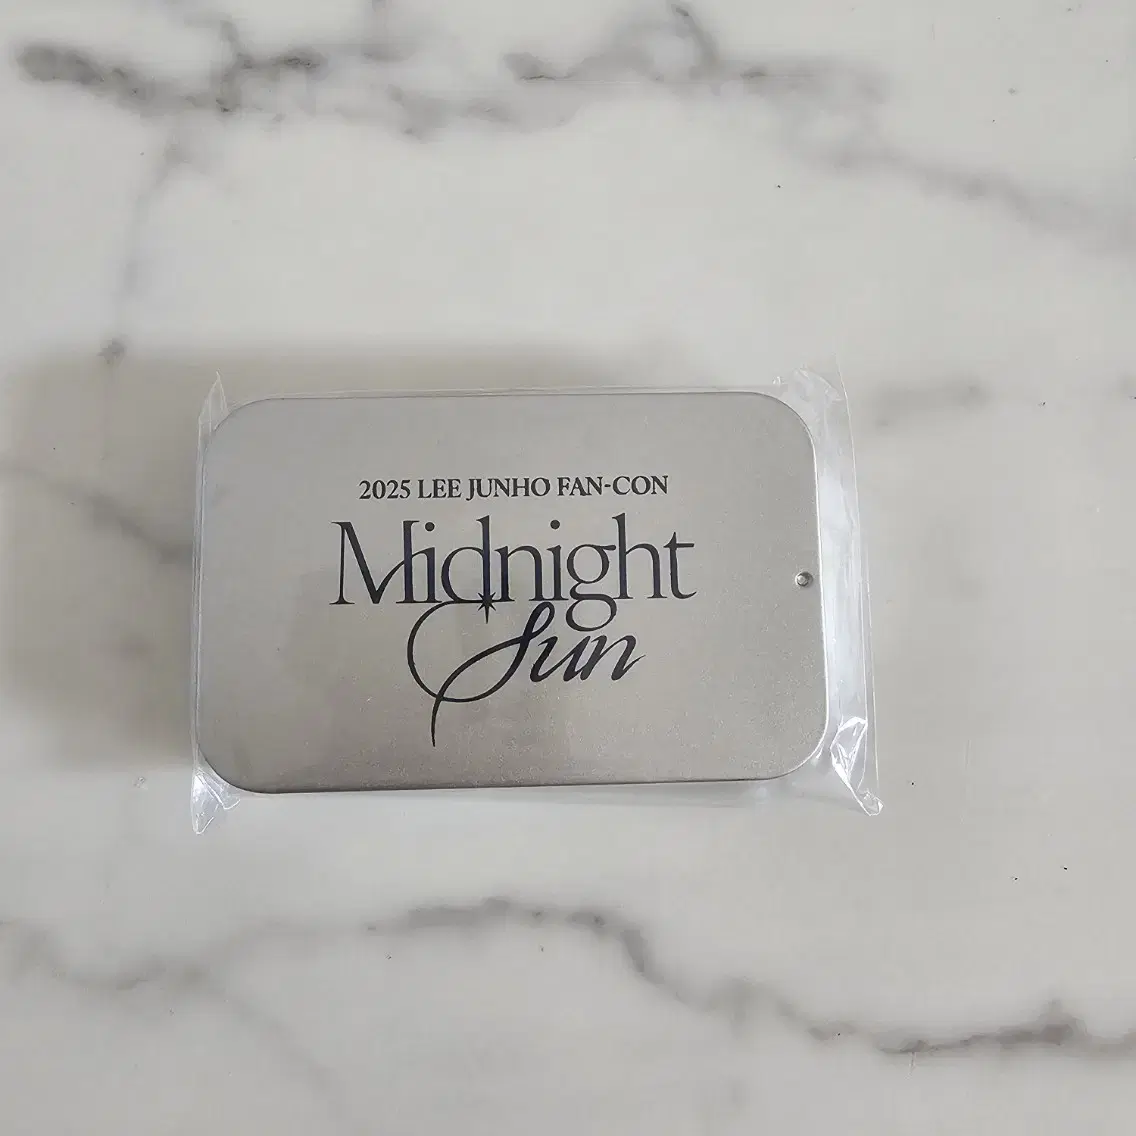 2025 LEE JUNHO FAN-CON
Midnight
Sun